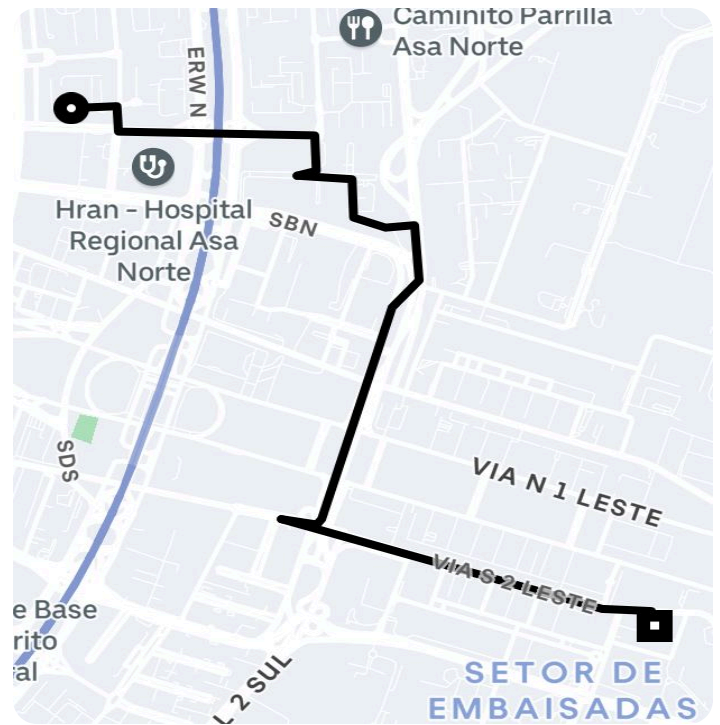 Caminito Parrilla
Asa Norte
ERW N
Hran - Hospital
Regional Asa
Norte
SBN
SDS
VIA N 1 LESTE
VIA S 2 LESTE
e Base
rito
al
L 2 SUL
SETOR DE
EMBAISADAS